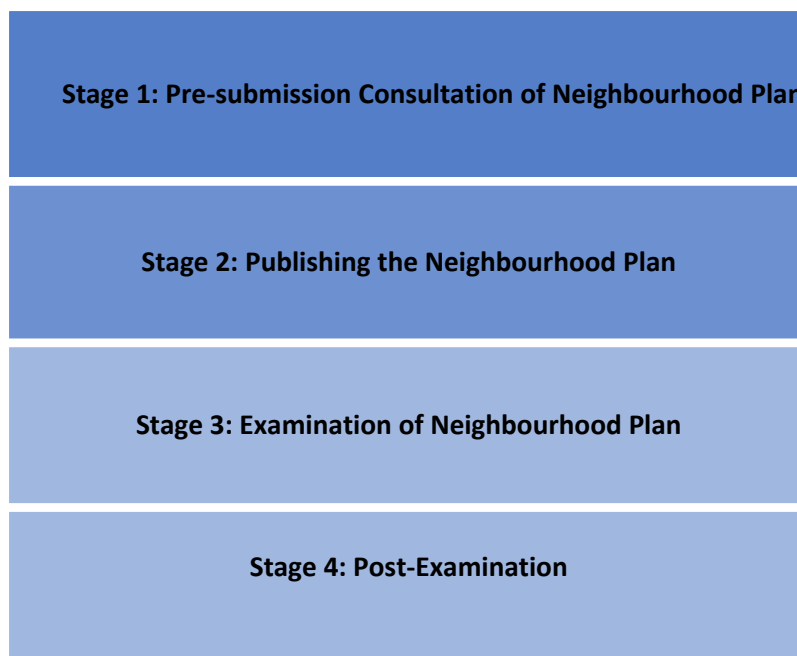 Stage 1: Pre-submission Consultation of Neighbourhood Plan
Stage 2: Publishing the Neighbourhood Plan
Stage 3: Examination of Neighbourhood Plan
Stage 4: Post-Examination